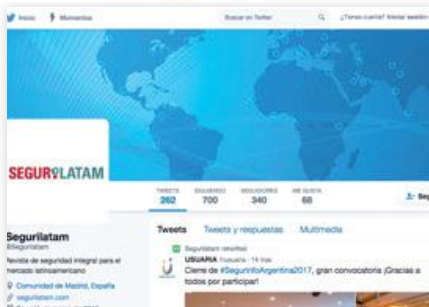 Inicio Momentos Buscar en Twitter ¿Tienes cuenta? Iniciar sesión
SEGURILATAM
TWEETS SIGUIENDO SEGUIDORES ME GUSTA
262 700 340 68
Segurilatam
@Segurilatam
Revista de seguridad integral para el
mercado latinoamericano
Comunidad de Madrid, España
segurilatam.com
Tweets Tweets y respuestas Multimedia
Segurilatam retwitteó
USUARIA
Cierre de #SegurInfoArgentina2017, gran convocatoria ¡Gracias a
todos por participar!